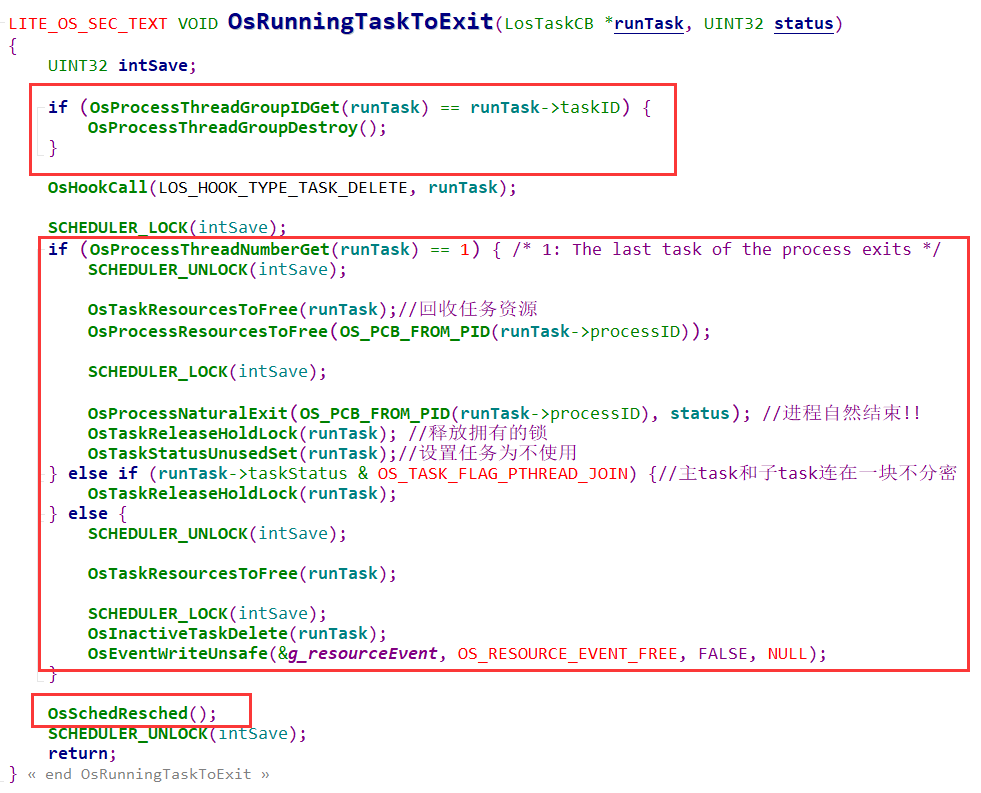 LITE_OS_SEC_TEXT VOID OsRunningTaskToExit(LosTaskCB *runTask, UINT32 status)
{
    UINT32 intSave;
    if (OsProcessThreadGroupIDGet(runTask) == runTask->taskID) {
        OsProcessThreadGroupDestroy();
    }
    OsHookCall(LOS_HOOK_TYPE_TASK_DELETE, runTask);
    SCHEDULER_LOCK(intSave);
    if (OsProcessThreadNumberGet(runTask) == 1) { /* 1: The last task of the process exits */
        SCHEDULER_UNLOCK(intSave);
        OsTaskResourcesToFree(runTask);//回收任务资源
        OsProcessResourcesToFree(OS_PCB_FROM_PID(runTask->processID));
        SCHEDULER_LOCK(intSave);
        OsProcessNaturalExit(OS_PCB_FROM_PID(runTask->processID), status); //进程自然结束!!
        OsTaskReleaseHoldLock(runTask); //释放拥有的锁
        OsTaskStatusUnusedSet(runTask);//设置任务为不使用
    } else if (runTask->taskStatus & OS_TASK_FLAG_PTHREAD_JOIN) {//主task和子task连在一块不分密
        OsTaskReleaseHoldLock(runTask);
    } else {
        SCHEDULER_UNLOCK(intSave);
        OsTaskResourcesToFree(runTask);
        SCHEDULER_LOCK(intSave);
        OsInactiveTaskDelete(runTask);
        OsEventWriteUnsafe(&g_resourceEvent, OS_RESOURCE_EVENT_FREE, FALSE, NULL);
    }
    OsSchedResched();
    SCHEDULER_UNLOCK(intSave);
    return;
} « end OsRunningTaskToExit »